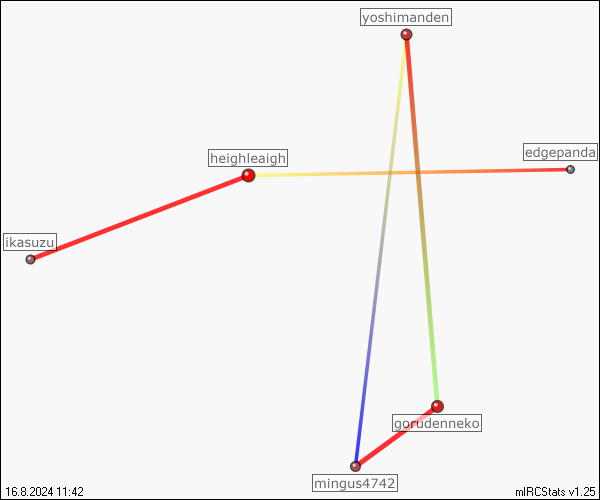 yoshimanden
edgepanda
heighleaigh
ikasuzu
gorudenneko
mingus4742
16.8.2024 11:42
mIRCStats v1.25